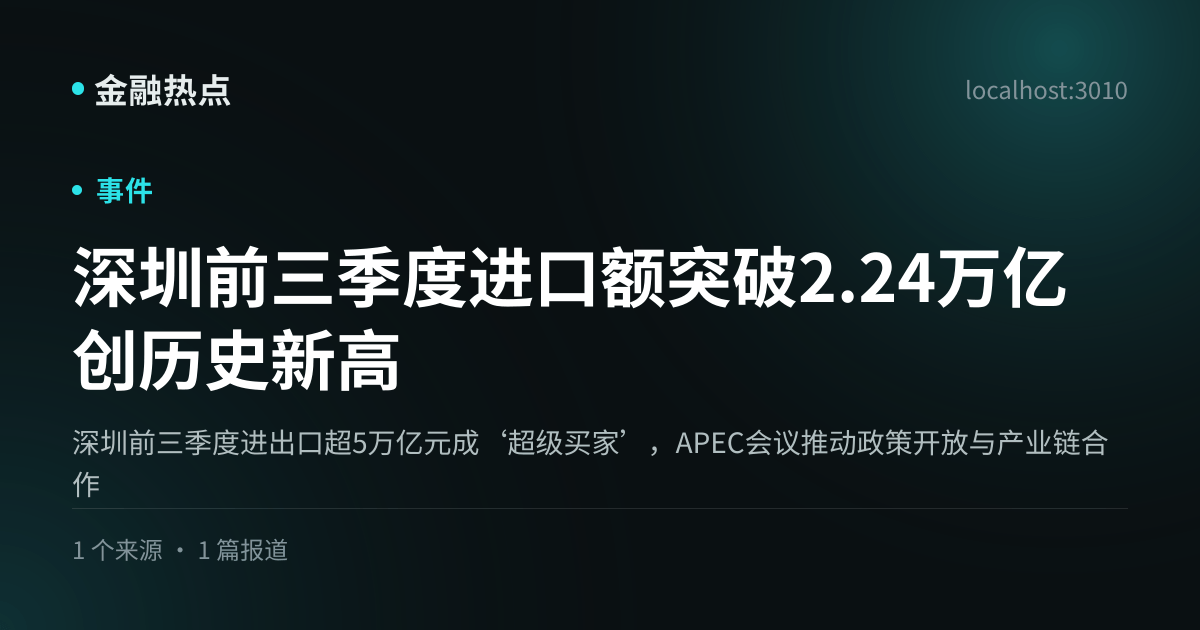 金融热点
localhost:3010
事件
深圳前三季度进口额突破2.24万亿
创历史新高
深圳前三季度进出口超5万亿元成‘超级买家’，APEC会议推动政策开放与产业链合
作
1 个来源 · 1 篇报道